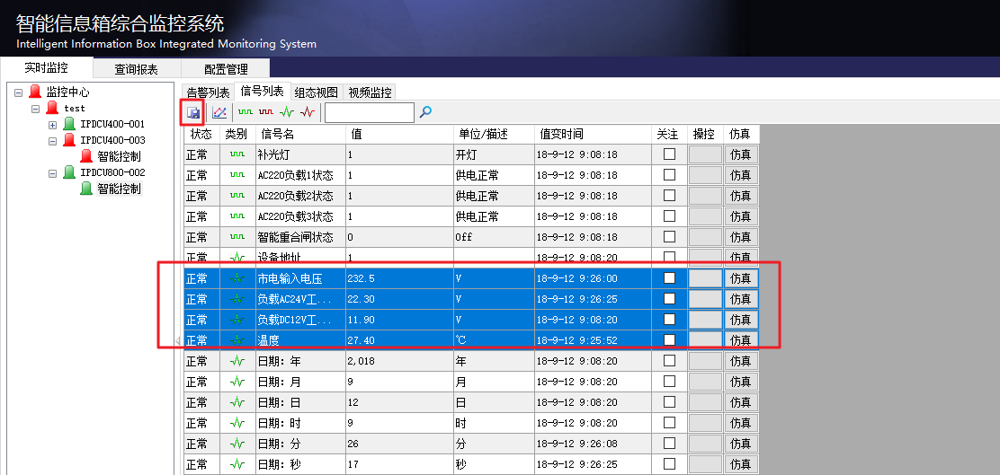 智能信息箱综合监控系统
Intelligent Information Box Integrated Monitoring System
实时监控 查询报表 配置管理
监控中心
test
IPDCU400-001
IPDCU400-003
智能控制
IPDCU800-002
智能控制
告警列表 信号列表 组态视图 视频监控
状态 类别 信号名 值 单位/描述 值变时间 关注 操控 仿真
正常 补光灯 1 开灯 18-9-12 9:08:18 仿真
正常 AC220负载1状态 1 供电正常 18-9-12 9:08:18 仿真
正常 AC220负载2状态 1 供电正常 18-9-12 9:08:18 仿真
正常 AC220负载3状态 1 供电正常 18-9-12 9:08:18 仿真
正常 智能重合闸状态 0 Off 18-9-12 9:08:18 仿真
正常 设备地址 1 18-9-12 9:08:20 仿真
正常 市电输入电压 232.5 V 18-9-12 9:26:00 仿真
正常 负载AC24V工... 22.30 V 18-9-12 9:26:25 仿真
正常 负载DC12V工... 11.90 V 18-9-12 9:08:20 仿真
正常 温度 27.40 ℃ 18-9-12 9:25:52 仿真
正常 日期: 年 2,018 年 18-9-12 9:08:20 仿真
正常 日期: 月 9 月 18-9-12 9:08:20 仿真
正常 日期: 日 12 日 18-9-12 9:08:20 仿真
正常 日期: 时 9 时 18-9-12 9:08:20 仿真
正常 日期: 分 26 分 18-9-12 9:26:08 仿真
正常 日期: 秒 17 秒 18-9-12 9:26:25 仿真